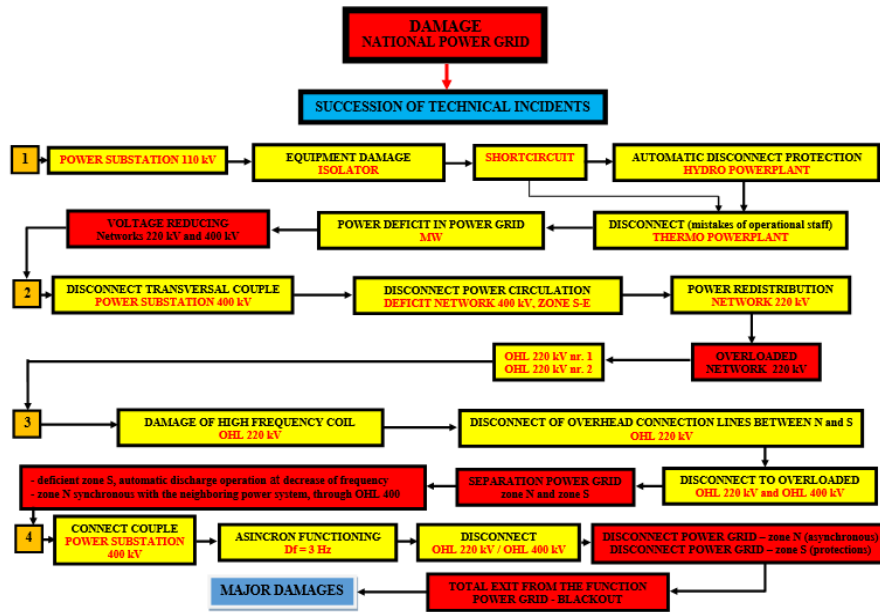 DAMAGE
NATIONAL POWER GRID
SUCCESSION OF TECHNICAL INCIDENTS
1
POWER SUBSTATION 110 kV
EQUIPMENT DAMAGE
ISOLATOR
SHORTCIRCUIT
AUTOMATIC DISCONNECT PROTECTION
HYDRO POWERPLANT
VOLTAGE REDUCING
Networks 220 kV and 400 kV
POWER DEFICIT IN POWER GRID
MW
DISCONNECT (mistakes of operational staff)
THERMO POWERPLANT
2
DISCONNECT TRANSVERSAL COUPLE
POWER SUBSTATION 400 kV
DISCONNECT POWER CIRCULATION
DEFICIT NETWORK 400 kV, ZONE S-E
POWER REDISTRIBUTION
NETWORK 220 kV
OHL 220 kV nr. 1
OHL 220 kV nr. 2
OVERLOADED
NETWORK 220 kV
3
DAMAGE OF HIGH FREQUENCY COIL
OHL 220 kV
DISCONNECT OF OVERHEAD CONNECTION LINES BETWEEN N and S
OHL 220 kV
- deficient zone S, automatic discharge operation at decrease of frequency
- zone N synchronous with the neighboring power system, through OHL 400
SEPARATION POWER GRID
zone N and zone S
DISCONNECT TO OVERLOADED
OHL 220 kV and OHL 400 kV
4
CONNECT COUPLE
POWER SUBSTATION
400 kV
ASINCRON FUNCTIONING
Df = 3 Hz
DISCONNECT
OHL 220 kV / OHL 400 kV
DISCONNECT POWER GRID – zone N (asynchronous)
DISCONNECT POWER GRID – zone S (protections)
MAJOR DAMAGES
TOTAL EXIT FROM THE FUNCTION
POWER GRID - BLACKOUT